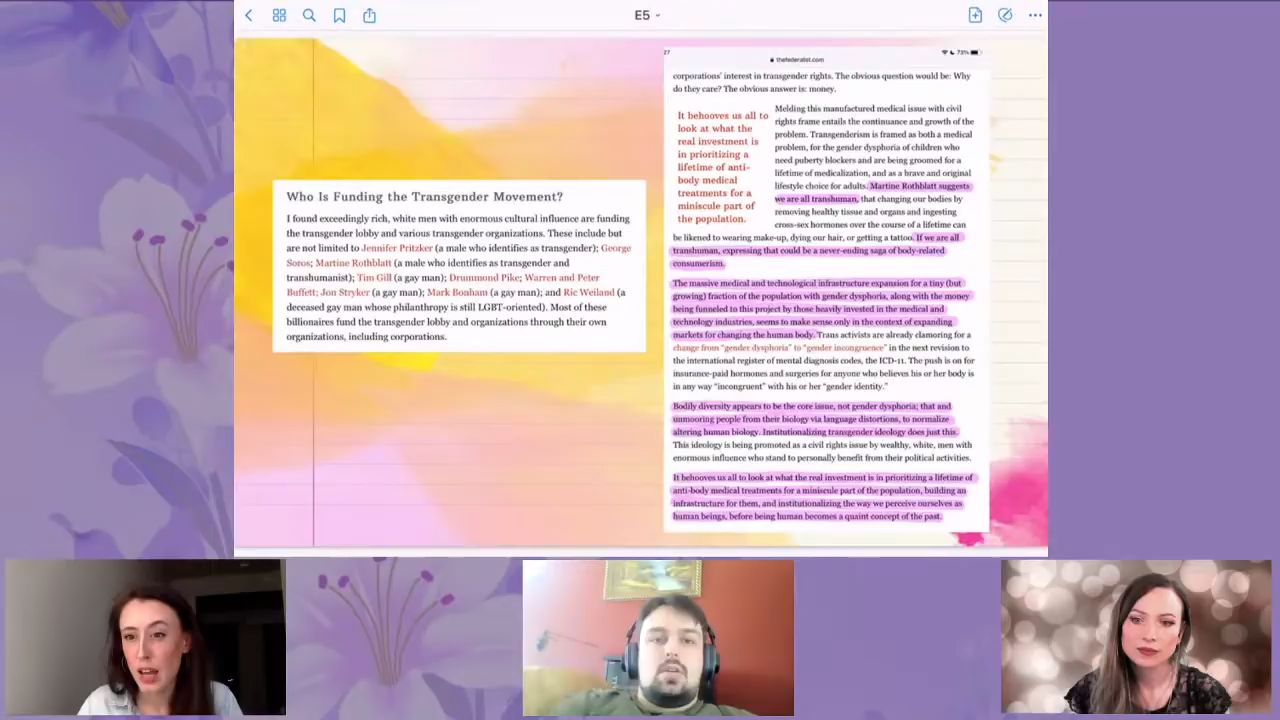 E5
Who Is Funding the Transgender Movement?
I found exceedingly rich, white men with enormous cultural influence are funding
the transgender lobby and various transgender organizations. These include but
are not limited to Jennifer Pritzker (a male who identifies as transgender); George
Soros; Martine Rothblatt (a male who identifies as transgender and
transhumanist); Tim Gill (a gay man); Drummond Pike; Warren and Peter
Buffett; Jon Stryker (a gay man); Mark Bonham (a gay man); and Ric Weiland (a
deceased gay man whose philanthropy is still LGBT-oriented). Most of these
billionaires fund the transgender lobby and organizations through their own
organizations, including corporations.
27
73%
thefederalist.com
corporations' interest in transgender rights. The obvious question would be: Why
do they care? The obvious answer is: money.
It behooves us all to
look at what the
real investment is
in prioritizing a
lifetime of anti-
body medical
treatments for a
miniscule part of
the population.
Melding this manufactured medical issue with civil
rights frame entails the continuance and growth of the
problem. Transgenderism is framed as both a medical
problem, for the gender dysphoria of children who
need puberty blockers and are being groomed for a
lifetime of medicalization, and as a brave and original
lifestyle choice for adults. Martine Rothblatt suggests
we are all transhuman, that changing our bodies by
removing healthy tissue and organs and ingesting
cross-sex hormones over the course of a lifetime can
be likened to wearing make-up, dying our hair, or getting a tattoo. If we are all
transhuman, expressing that could be a never-ending saga of body-related
consumerism.
The massive medical and technological infrastructure expansion for a tiny (but
growing) fraction of the population with gender dysphoria, along with the money
being funneled to this project by those heavily invested in the medical and
technology industries, seems to make sense only in the context of expanding
markets for changing the human body. Trans activists are already clamoring for a
change from “gender dysphoria” to “gender incongruence” in the next revision to
the international register of mental diagnosis codes, the ICD-11. The push is on for
insurance-paid hormones and surgeries for anyone who believes his or her body is
in any way “incongruent” with his or her “gender identity.”
Bodily diversity appears to be the core issue, not gender dysphoria; that and
unmooring people from their biology via language distortions, to normalize
altering human biology. Institutionalizing transgender ideology does just this.
This ideology is being promoted as a civil rights issue by wealthy, white, men with
enormous influence who stand to personally benefit from their political activities.
It behooves us all to look at what the real investment is in prioritizing a lifetime of
anti-body medical treatments for a miniscule part of the population, building an
infrastructure for them, and institutionalizing the way we perceive ourselves as
human beings, before being human becomes a quaint concept of the past.